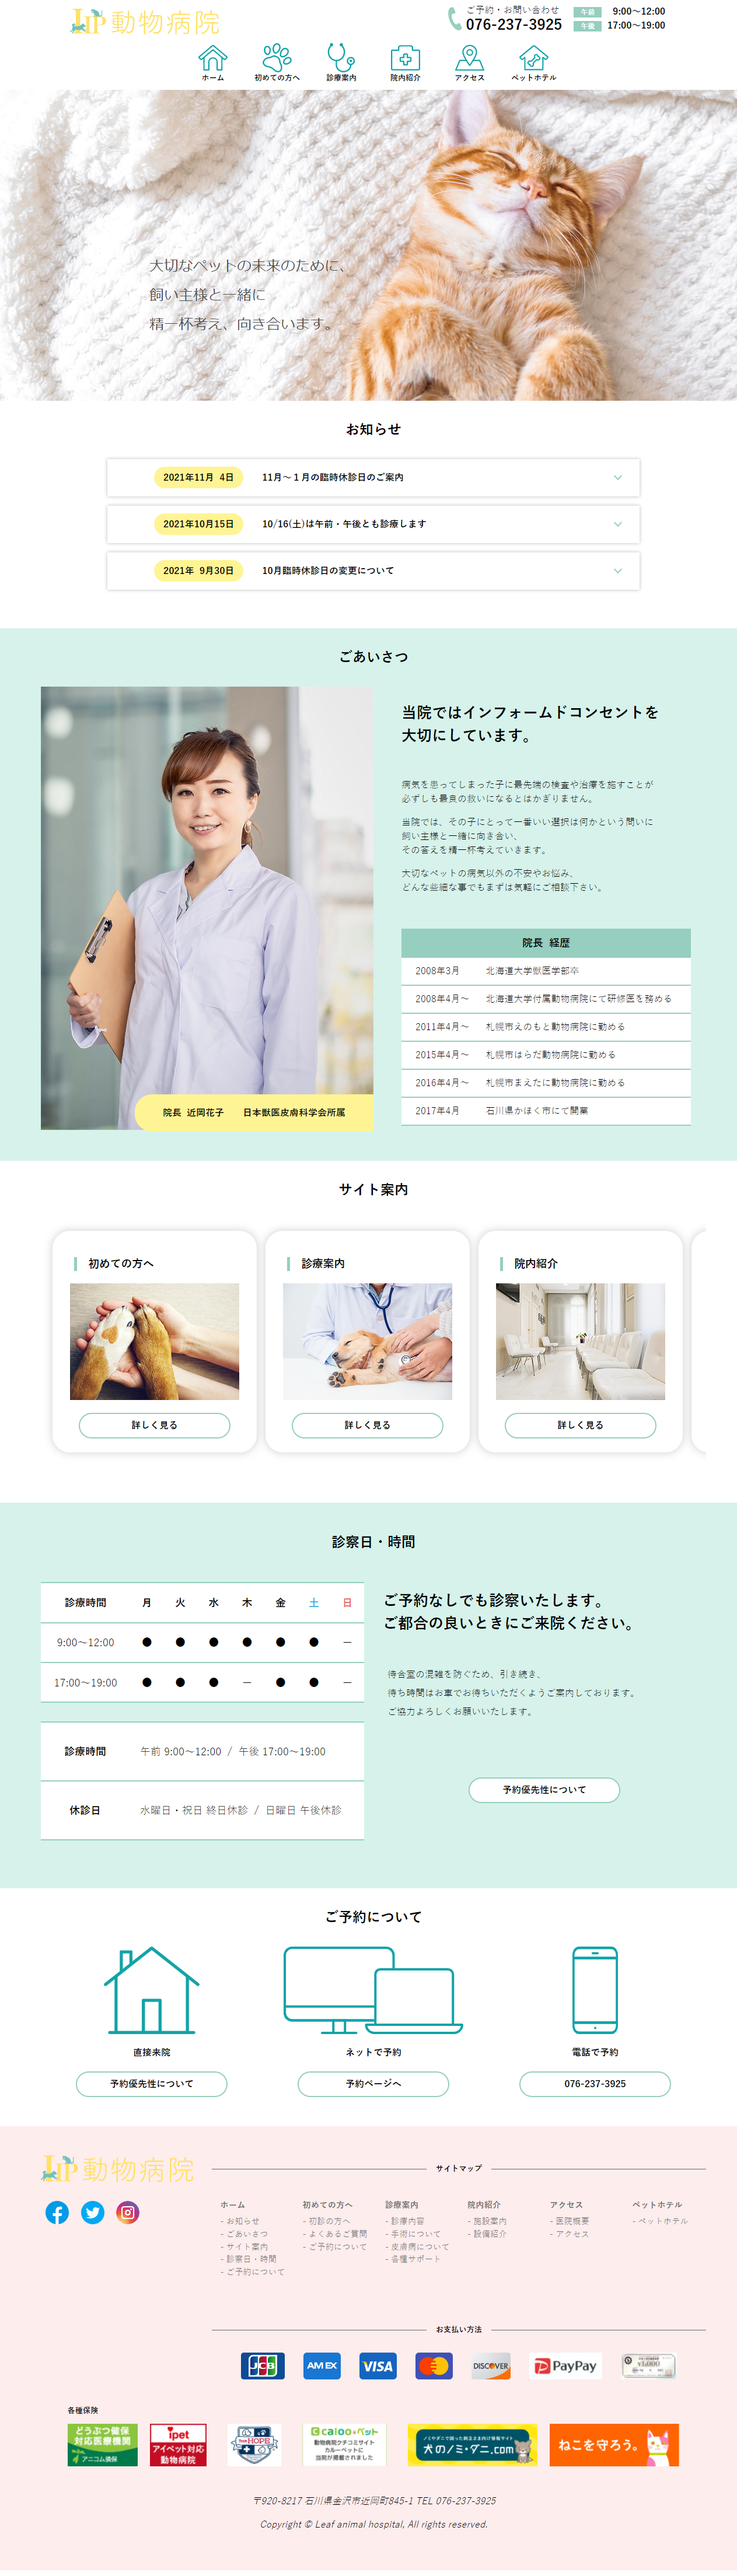 LHP 動物病院
ご予約・お問い合わせ
076-237-3925
午前 9:00〜12:00
午後 17:00〜19:00
ホーム 初めての方へ 診療案内 院内紹介 アクセス ペットホテル
大切なペットの未来のために、
飼い主様と一緒に
精一杯考え、向き合います。
お知らせ
2021年11月 4日 11月〜１月の臨時休診日のご案内
2021年10月15日 10/16(土)は午前・午後とも診療します
2021年 9月30日 10月臨時休診日の変更について
ごあいさつ
当院ではインフォームドコンセントを
大切にしています。
病気を患ってしまった子に最先端の検査や治療を施すことが
必ずしも最良の救いになるとはかぎりません。
当院では、その子にとって一番いい選択は何かという問いに
飼い主様と一緒に向き合い、
その答えを精一杯考えていきます。
大切なペットの病気以外の不安やお悩み、
どんな些細な事でもまずは気軽にご相談下さい。
院長 経歴
2008年3月 北海道大学獣医学部卒
2008年4月〜 北海道大学付属動物病院にて研修医を務める
2011年4月〜 札幌市えのもと動物病院に勤める
2015年4月〜 札幌市はらだ動物病院に勤める
2016年4月〜 札幌市まえたに動物病院に勤める
2017年4月 石川県かほく市にて開業
院長 近岡花子 日本獣医皮膚科学会所属
サイト案内
初めての方へ 診療案内 院内紹介
詳しく見る 詳しく見る 詳しく見る
診察日・時間
診療時間 月 火 水 木 金 土 日
9:00〜12:00 ● ● ● ● ● ● ー
17:00〜19:00 ● ● ● ー ● ● ー
診療時間 午前 9:00〜12:00 / 午後 17:00〜19:00
休診日 水曜日・祝日 終日休診 / 日曜日 午後休診
ご予約なしでも診察いたします。
ご都合の良いときにご来院ください。
待合室の混雑を防ぐため、引き続き、
待ち時間はお車でお待ちいただくようご案内しております。
ご協力よろしくお願いいたします。
予約優先性について
ご予約について
直接来院 ネットで予約 電話で予約
予約優先性について 予約ページへ 076-237-3925
LHP 動物病院
サイトマップ
ホーム 初めての方へ 診療案内 院内紹介 アクセス ペットホテル
- お知らせ - 初診の方へ - 診療内容 - 施設案内 - 医院概要 - ペットホテル
- ごあいさつ - よくあるご質問 - 手術について - 設備紹介 - アクセス
- サイト案内 - ご予約について - 皮膚病について
- 診察日・時間 - 各種サポート
- ご予約について
お支払い方法
JCB AMEX VISA DISCOVER PayPay
各種保険
どうぶつ健保
対応医療機関
アニコム損保
ipet
アイペット対応
動物病院
HOPE
caloo・ペット
動物病院クチコミサイト
カルーペットに
当院が掲載されました
犬のノミ・ダニ.com
ねこを守ろう。
〒920-8217 石川県金沢市近岡町845-1 TEL 076-237-3925
Copyright © Leaf animal hospital, All rights reserved.